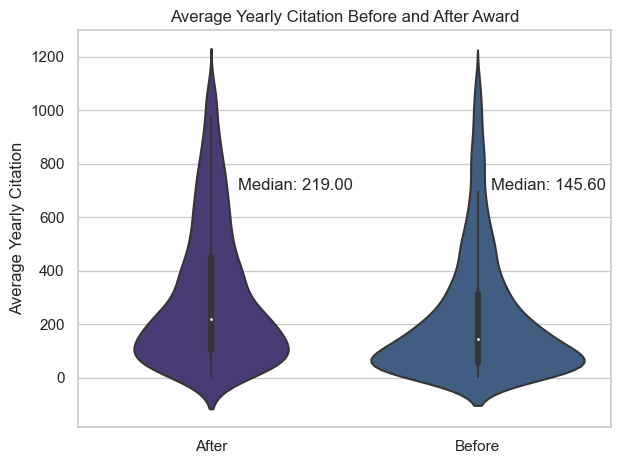 Average Yearly Citation Before and After Award
Average Yearly Citation
1200
1000
800
600
400
200
0
Median: 219.00
Median: 145.60
After
Before